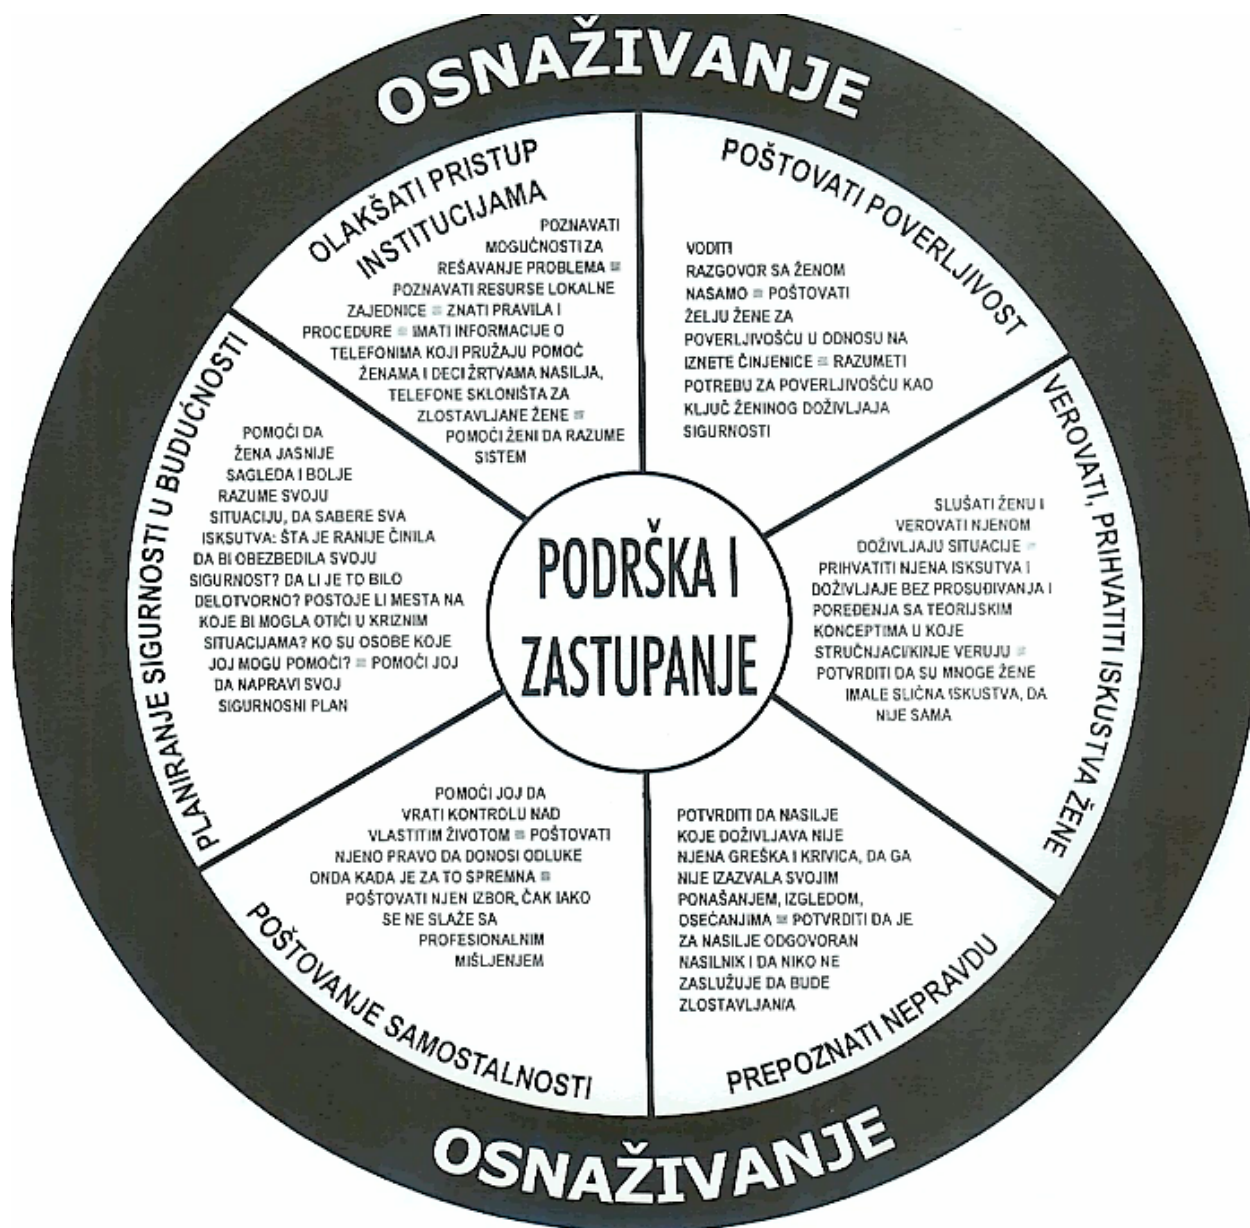 OSNAŽIVANJE
OLAKŠATI PRISTUP
INSTITUCIJAMA
POZNAVATI
MOGUĆNOSTI ZA
REŠAVANJE PROBLEMA ■
POZNAVATI RESURSE LOKALNE
ZAJEDNICE ■ ZNATI PRAVILA I
PROCEDURE ■ IMATI INFORMACIJE O
TELEFONIMA KOJI PRUŽAJU POMOĆ
ŽENAMA I DECI ŽRTVAMA NASILJA,
TELEFONE SKLONIŠTA ZA
ZLOSTAVLJANE ŽENE ■
POMOĆI ŽENI DA RAZUME
SISTEM
POŠTOVATI POVERLJIVOST
VODITI
RAZGOVOR SA ŽENOM
NASAMO ■ POŠTOVATI
ŽELJU ŽENE ZA
POVERLJIVOŠĆU U ODNOSU NA
IZNETE ČINJENICE ■ RAZUMETI
POTREBU ZA POVERLJIVOŠĆU KAO
KLJUČ ŽENINOG DOŽIVLJAJA
SIGURNOSTI
VEROVATI, PRIHVATITI ISKUSTVA ŽENE
SLUŠATI ŽENU I
VEROVATI NJENOM
DOŽIVLJAJU SITUACIJE ■
PRIHVATITI NJENA ISKSUTVA I
DOŽIVLJAJE BEZ PROSUĐIVANJA I
POREĐENJA SA TEORIJSKIM
KONCEPTIMA U KOJE
STRUČNJACI/KINJE VERUJU ■
POTVRDITI DA SU MNOGE ŽENE
IMALE SLIČNA ISKUSTVA, DA
NIJE SAMA
PREPOZNATI NEPRAVDU
POTVRDITI DA NASILJE
KOJE DOŽIVLJAVA NIJE
NJENA GREŠKA I KRIVICA, DA GA
NIJE IZAZVALA SVOJIM
PONAŠANJEM, IZGLEDOM,
OSEĆANJIMA ■ POTVRDITI DA JE
ZA NASILJE ODGOVORAN
NASILNIK I DA NIKO NE
ZASLUŽUJE DA BUDE
ZLOSTAVLJAN/A
POŠTOVANJE SAMOSTALNOSTI
POMOĆI JOJ DA
VRATI KONTROLU NAD
VLASTITIM ŽIVOTOM ■ POŠTOVATI
NJENO PRAVO DA DONOSI ODLUKE
ONDA KADA JE ZA TO SPREMNA ■
POŠTOVATI NJEN IZBOR, ČAK IAKO
SE NE SLAŽE SA
PROFESIONALNIM
MIŠLJENJEM
PLANIRANJE SIGURNOSTI U BUDUĆNOSTI
POMOĆI DA
ŽENA JASNIJE
SAGLEDA I BOLJE
RAZUME SVOJU
SITUACIJU, DA SABERE SVA
ISKSUTVA: ŠTA JE RANIJE ČINILA
DA BI OBEZBEDILA SVOJU
SIGURNOST? DA LI JE TO BILO
DELOTVORNO? POSTOJE LI MESTA NA
KOJE BI MOGLA OTIĆI U KRIZNIM
SITUACIJAMA? KO SU OSOBE KOJE
JOJ MOGU POMOĆI? ■ POMOĆI JOJ
DA NAPRAVI SVOJ
SIGURNOSNI PLAN
PODRŠKA I
ZASTUPANJE
OSNAŽIVANJE